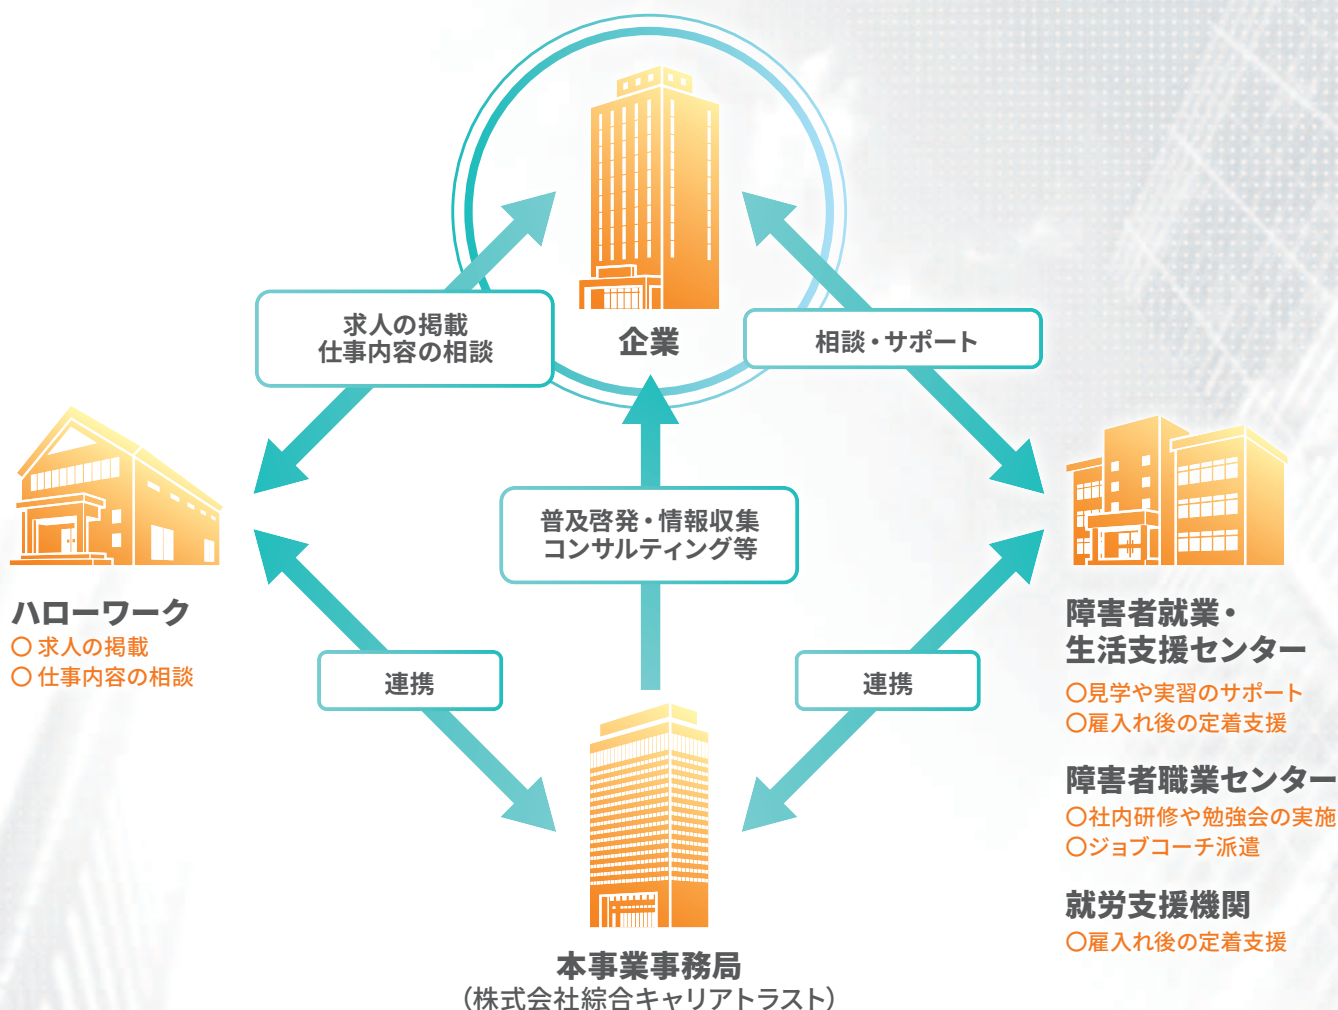 求人の掲載
仕事内容の相談
企業
相談・サポート
普及啓発・情報収集
コンサルティング等
ハローワーク
○ 求人の掲載
○ 仕事内容の相談
連携
連携
障害者就業・
生活支援センター
○見学や実習のサポート
○雇入れ後の定着支援
障害者職業センター
○社内研修や勉強会の実施
○ジョブコーチ派遣
就労支援機関
○雇入れ後の定着支援
本事業事務局
（株式会社綜合キャリアトラスト）